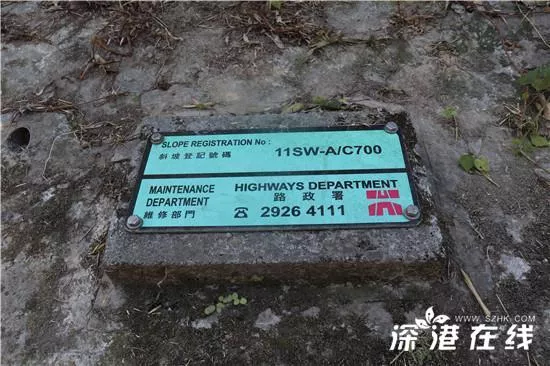 SLOPE REGISTRATION No :
斜坡登記號碼 11SW-A/C700
MAINTENANCE DEPARTMENT
維修部門
HIGHWAYS DEPARTMENT
路政署
☎ 2926 4111
WWW.SZHK.COM
深港在线